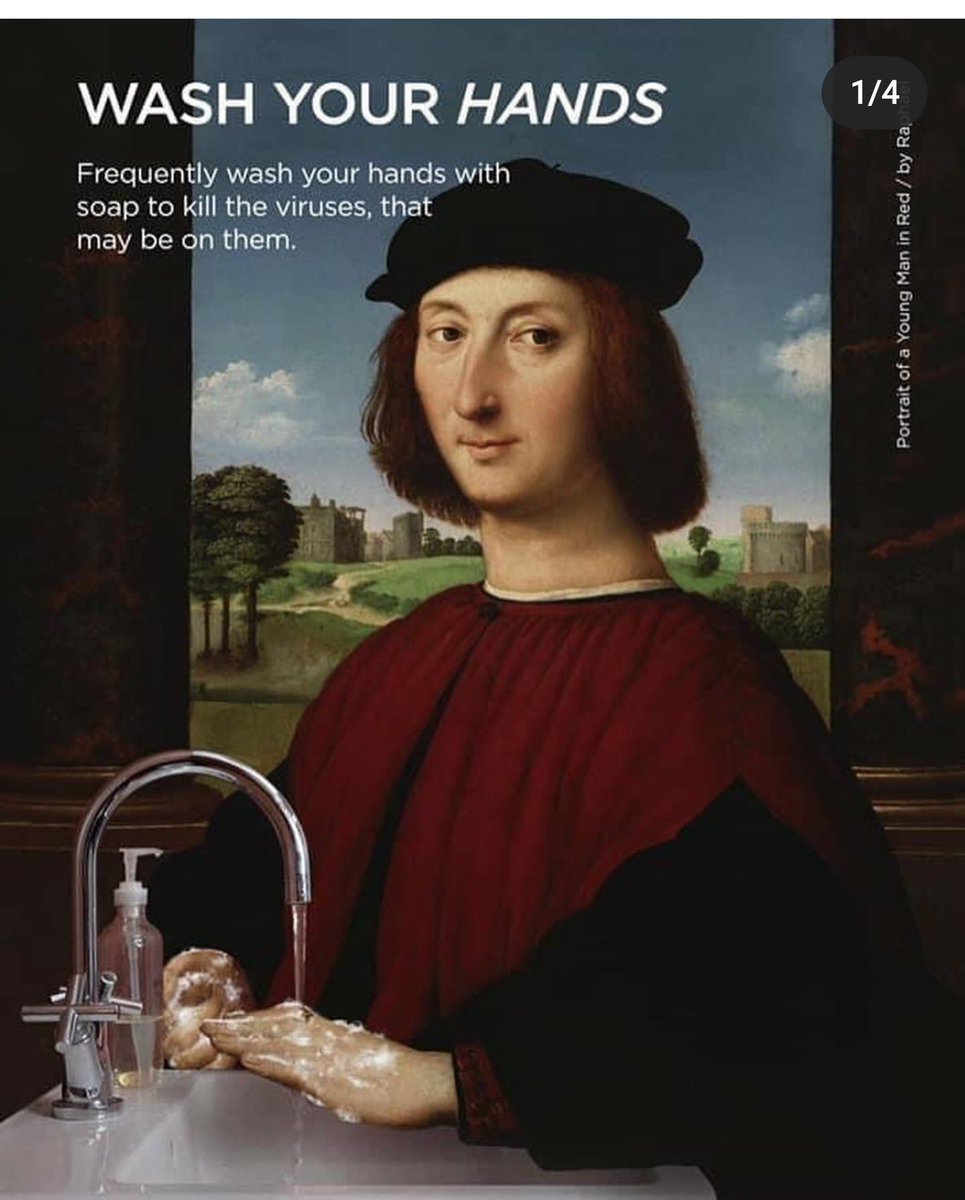 WASH YOUR HANDS
1/4
Frequently wash your hands with
soap to kill the viruses, that
may be on them.
Portrait of a Young Man in Red / by Raphael